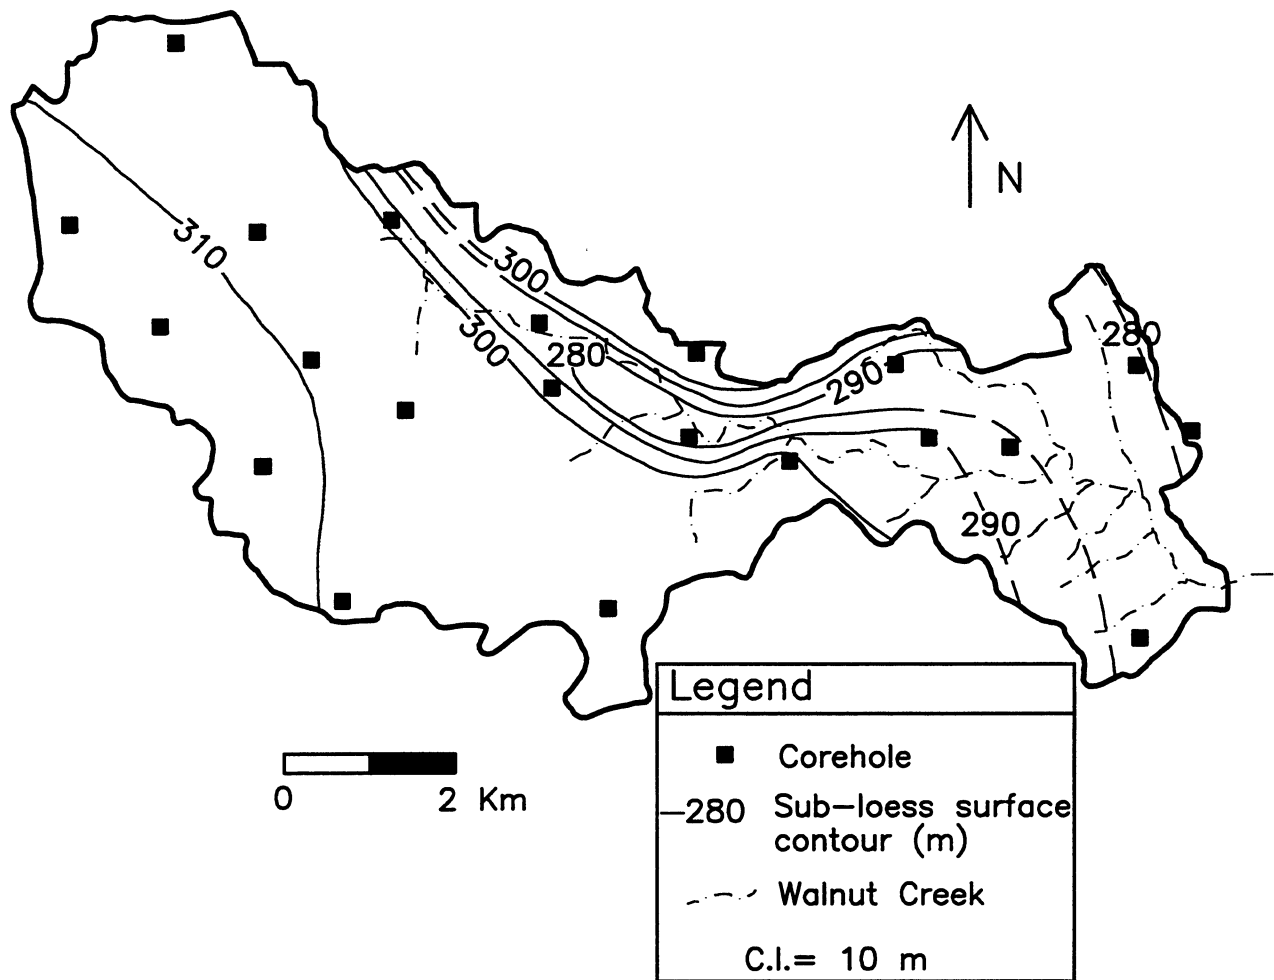 N
310
300
300
280
280
290
290
Legend
Corehole
—280 Sub—loess surface
contour (m)
Walnut Creek
C.I.= 10 m
0 2 Km